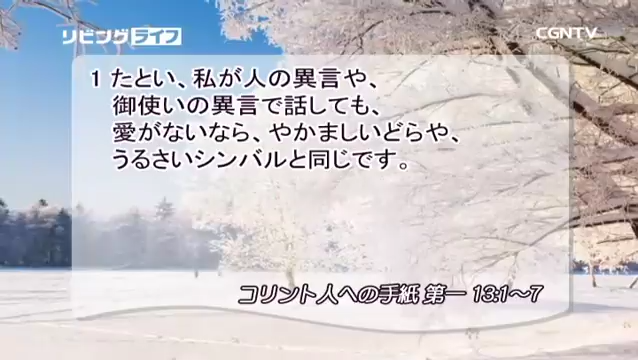 リビングライフ
CGNTV
1 たとい、私が人の異言や、
御使いの異言で話しても、
愛がないなら、やかましいどらや、
うるさいシンバルと同じです。
コリント人への手紙 第一 13:1〜7